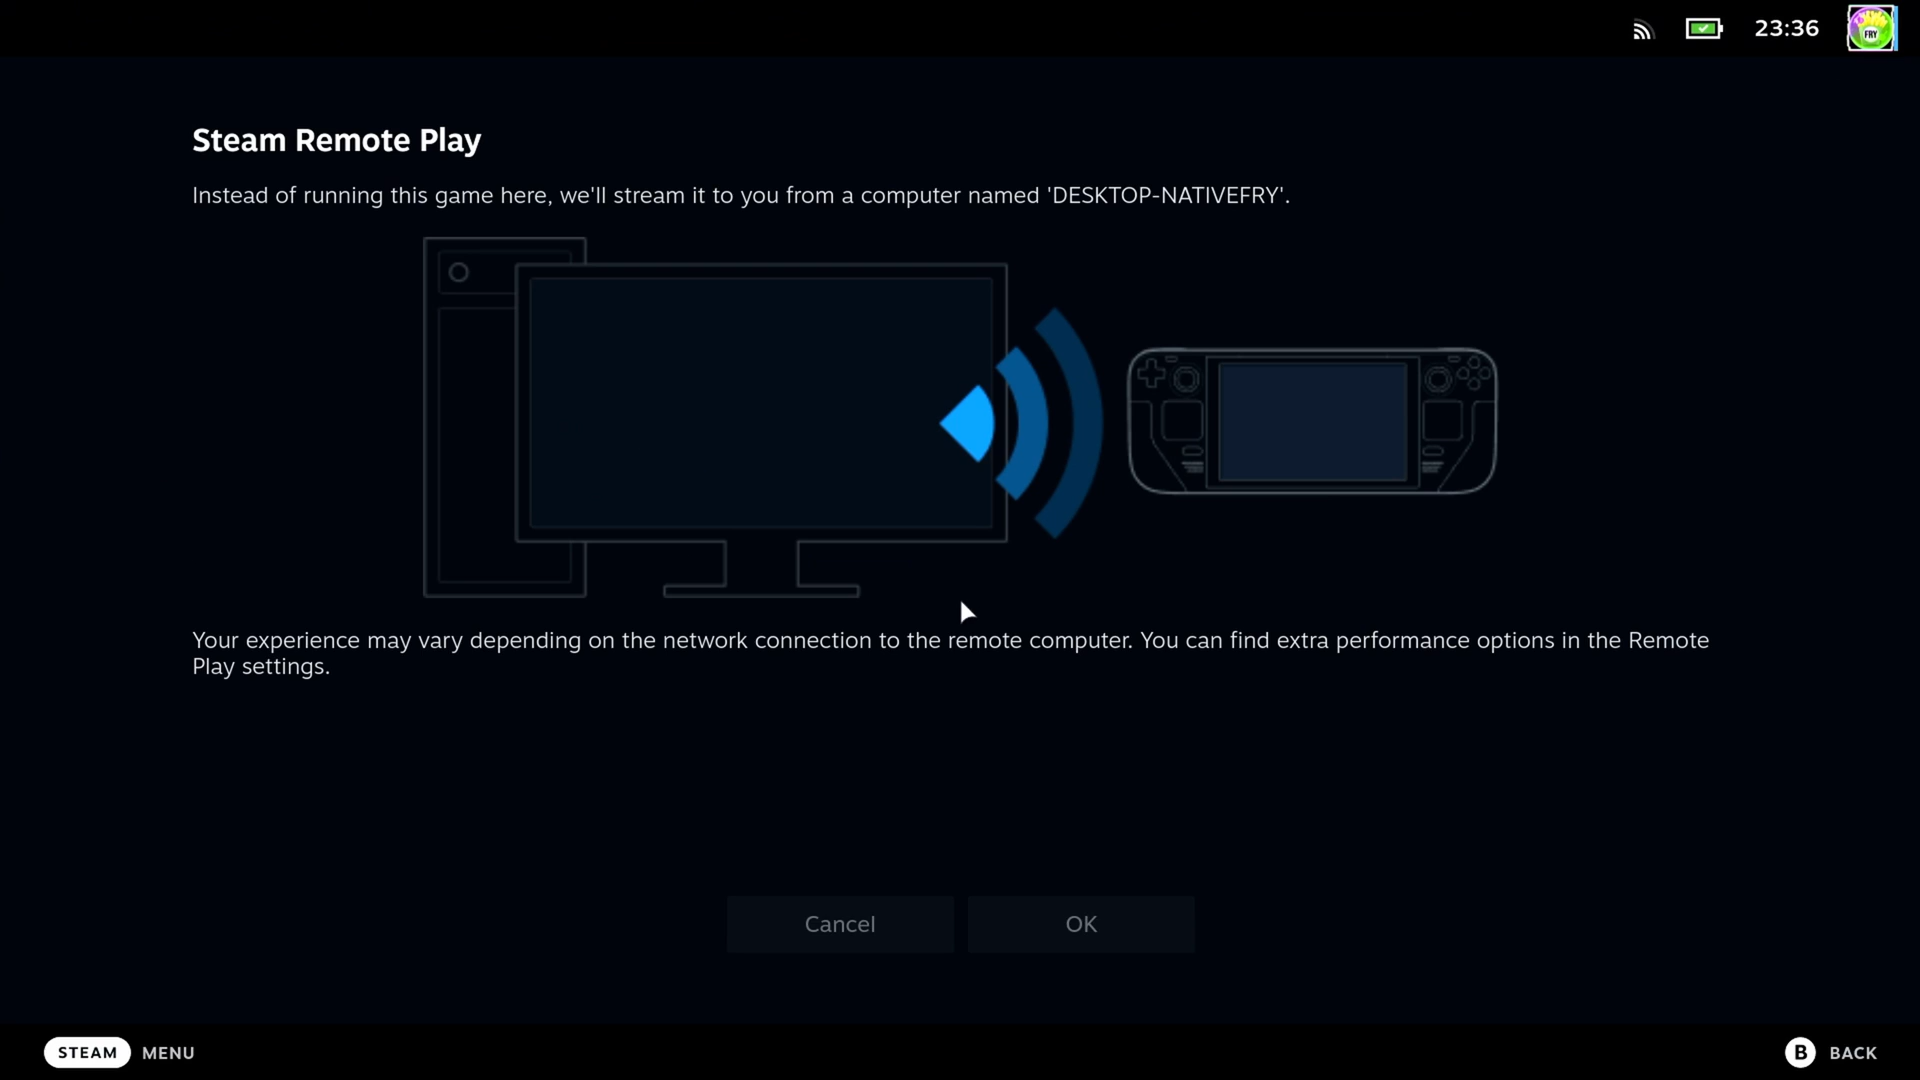 23:36
FRY
Steam Remote Play
Instead of running this game here, we'll stream it to you from a computer named 'DESKTOP-NATIVEFRY'.
Your experience may vary depending on the network connection to the remote computer. You can find extra performance options in the Remote
Play settings.
Cancel
OK
STEAM MENU
B BACK